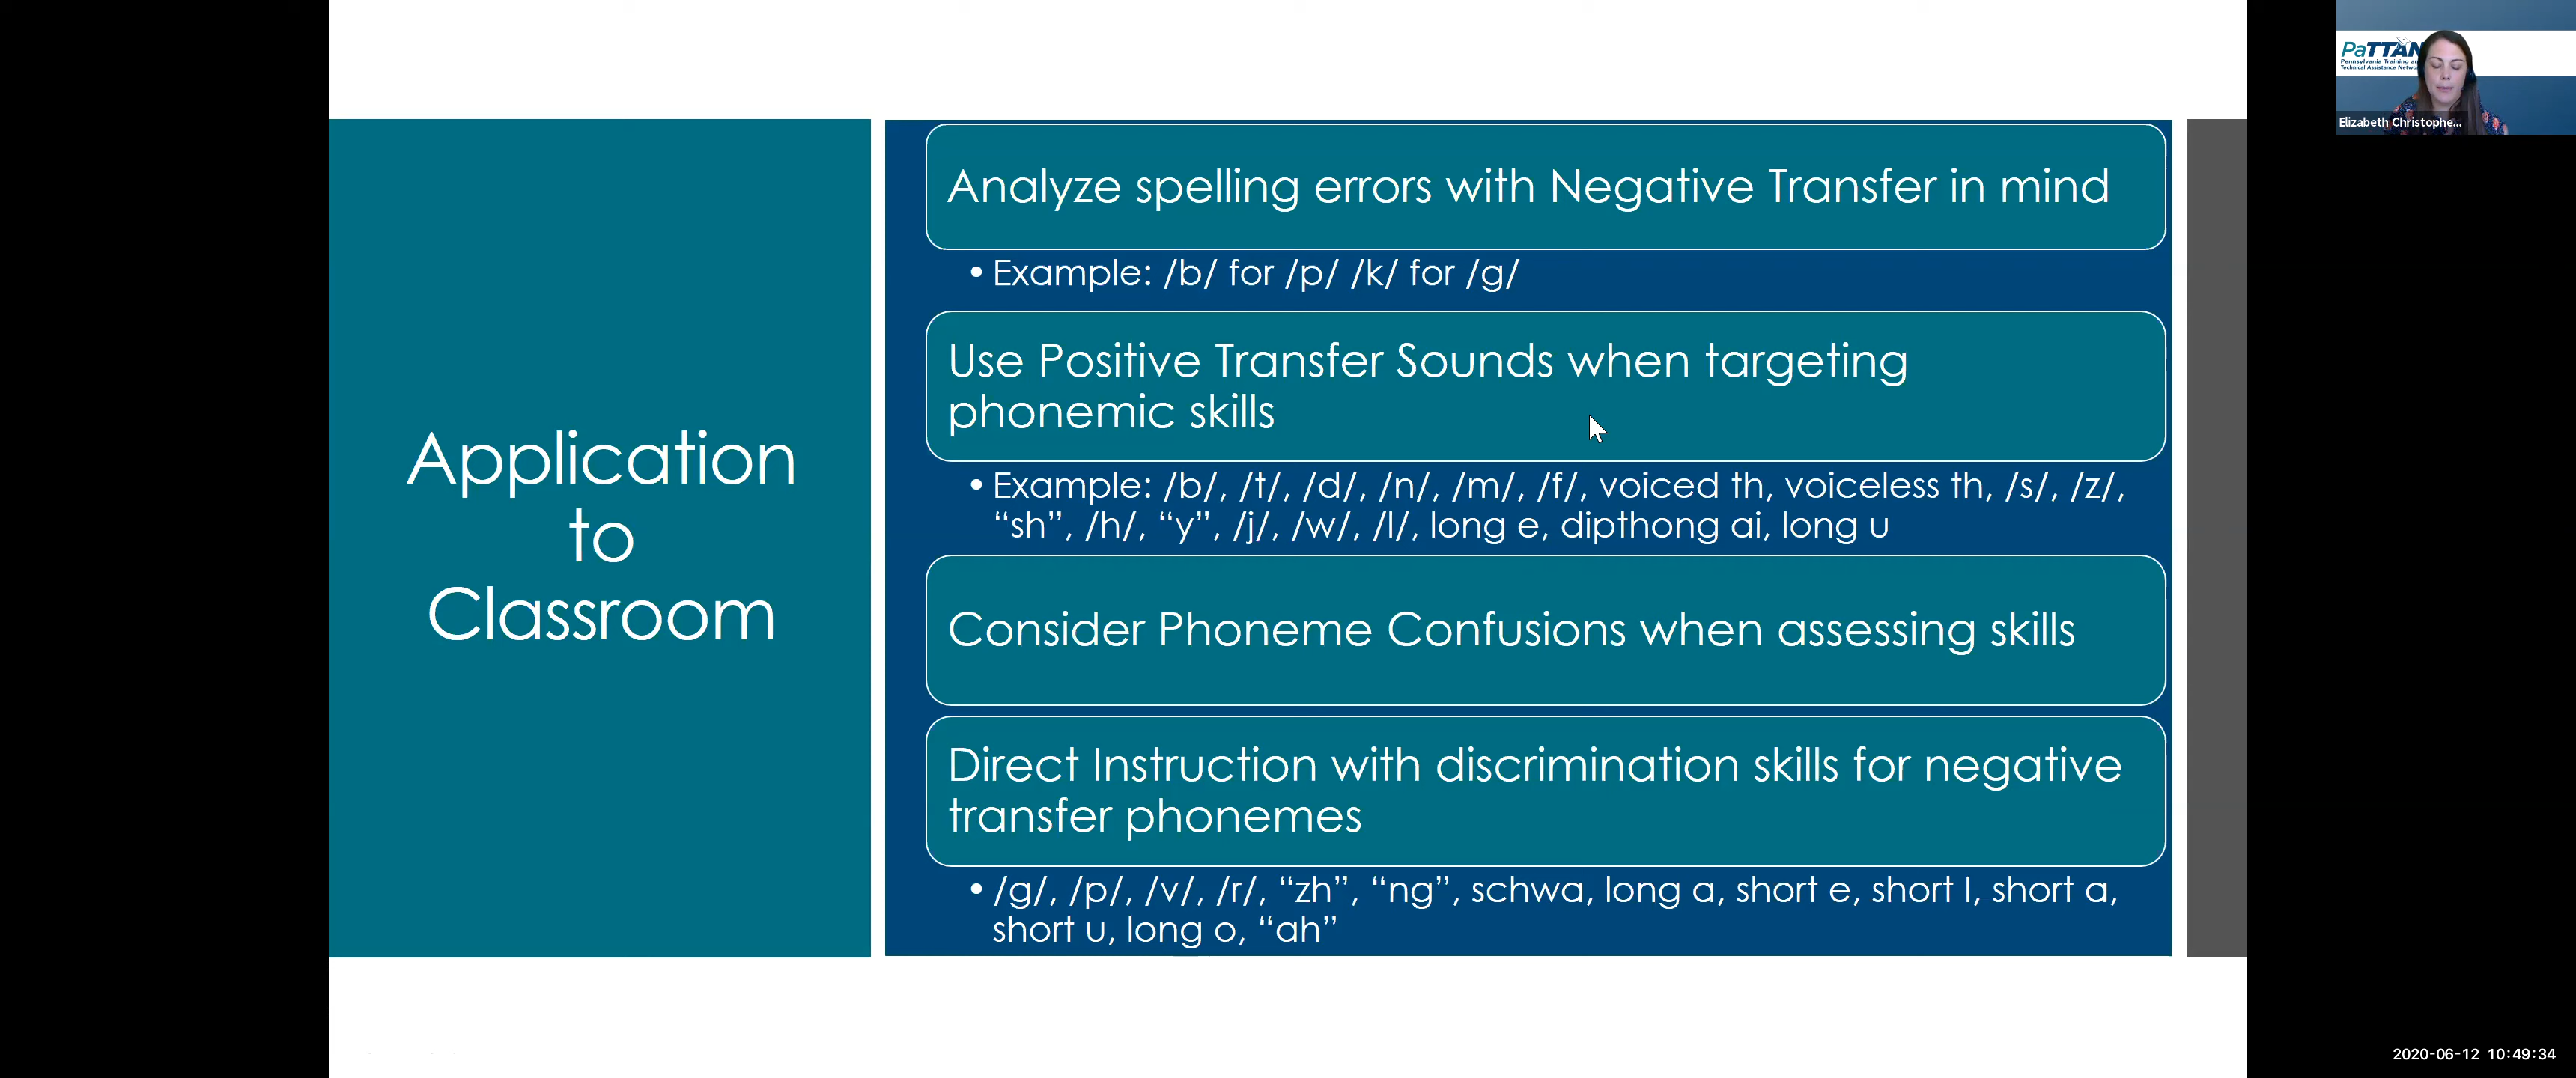 Application
to
Classroom
Analyze spelling errors with Negative Transfer in mind
• Example: /b/ for /p/ /k/ for /g/
Use Positive Transfer Sounds when targeting
phonemic skills
• Example: /b/, /t/, /d/, /n/, /m/, /f/, voiced th, voiceless th, /s/, /z/,
“sh”, /h/, “y”, /j/, /w/, /l/, long e, dipthong ai, long u
Consider Phoneme Confusions when assessing skills
Direct Instruction with discrimination skills for negative
transfer phonemes
• /g/, /p/, /v/, /r/, “zh”, “ng”, schwa, long a, short e, short I, short a,
short u, long o, “ah”
PaTTAN
Pennsylvania Training an
Technical Assistance Netw
Elizabeth Christophe...
2020-06-12 10:49:34